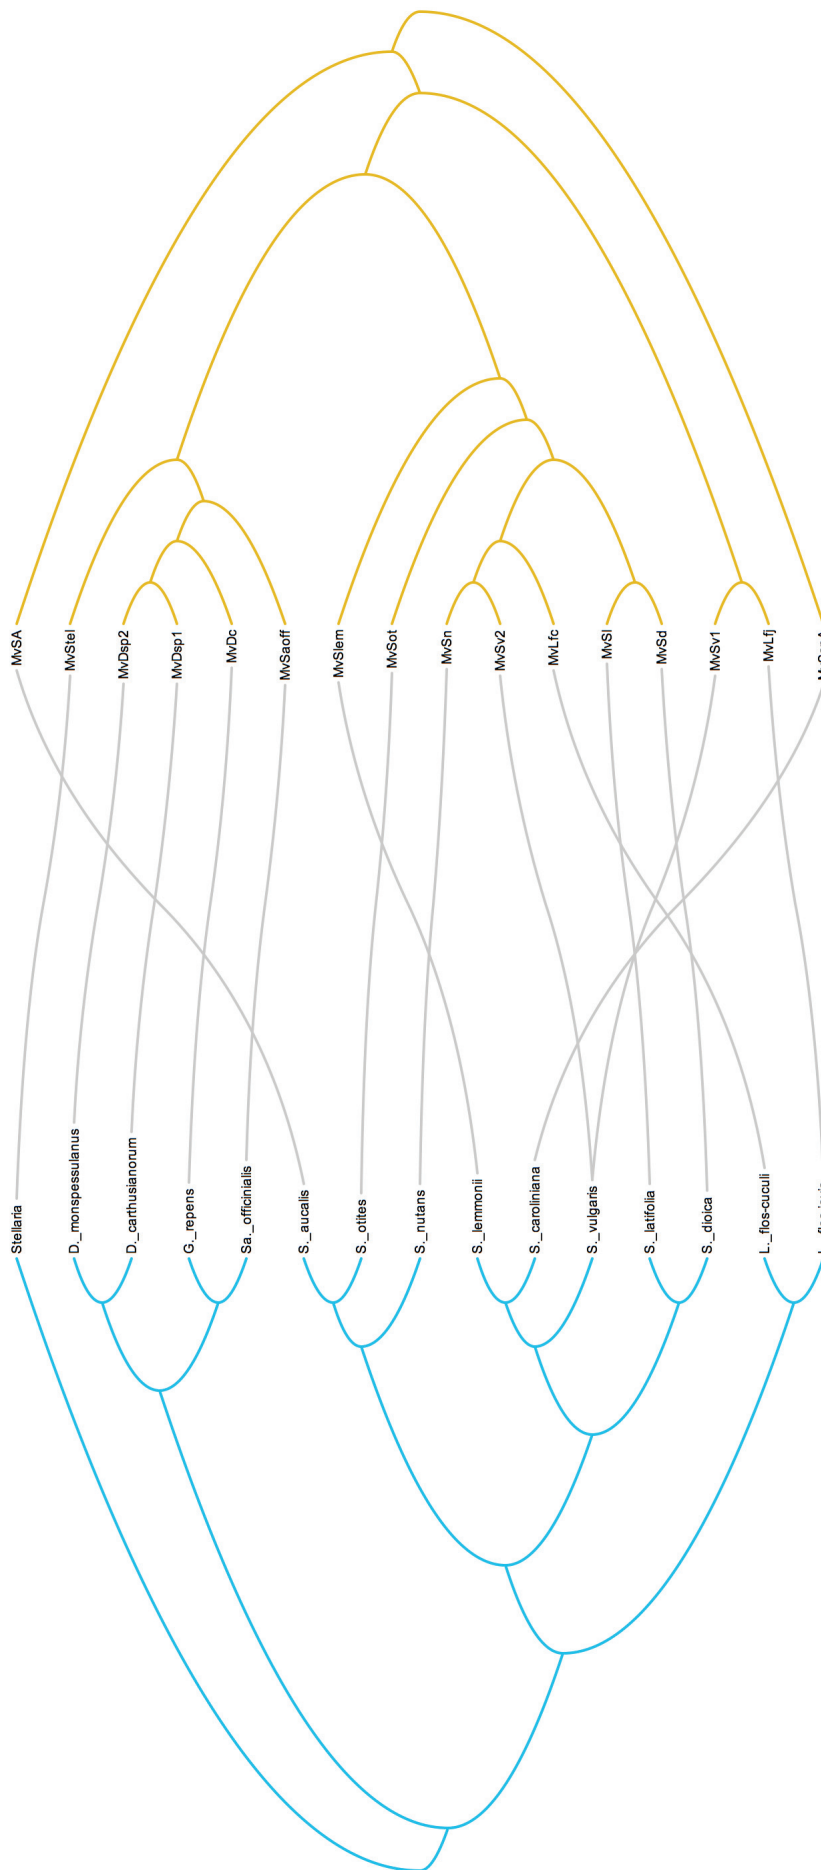 MvSA
MvStel
MvDsp2
MvDsp1
MvDc
MvSaoff
MvSlem
MvSot
MvSn
MvSv2
MvLfc
MvSl
MvSd
MvSv1
MvLfj
Stellaria
D._monspessulanus
D._carthusianorum
G._repens
Sa._officinialis
S._aucalis
S._otites
S._nutans
S._lemmonii
S._caroliniana
S._vulgaris
S._latifolia
S._dioica
L._flos-cuculi